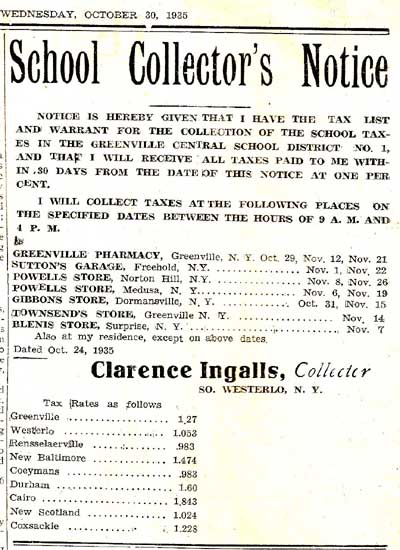 WEDNESDAY, OCTOBER 30, 1935
School Collector's Notice
NOTICE IS HEREBY GIVEN THAT I HAVE THE TAX LIST
AND WARRANT FOR THE COLLECTION OF THE SCHOOL TAX-
ES IN THE GREENVILLE CENTRAL SCHOOL DISTRICT NO. 1,
AND THAT I WILL RECEIVE ALL TAXES PAID TO ME WITH-
IN 30 DAYS FROM THE DATE OF THIS NOTICE AT ONE PER
CENT.
I WILL COLLECT TAXES AT THE FOLLOWING PLACES ON
THE SPECIFIED DATES BETWEEN THE HOURS OF 9 A. M. AND
4 P. M.
GREENVILLE PHARMACY, Greenville, N. Y. Oct. 29, Nov. 12, Nov. 21
SUTTON'S GARAGE, Freehold, N.Y. ................ Nov. 1, Nov. 22
POWELLS STORE, Norton Hill, N.Y. ................ Nov. 8, Nov. 26
POWELLS STORE, Medusa, N. Y. ................ Nov. 6, Nov. 19
GIBBONS STORE, Dormansville, N. Y. ............ Oct. 31, Nov. 15
TOWNSEND'S STORE, Greenville N. Y. ................ Nov. 14
BLENIS STORE, Surprise, N. Y. ................ Nov. 7
Also at my residence, except on above dates.
Dated Oct. 24, 1935
Clarence Ingalls, Collector
SO. WESTERLO, N. Y.
Tax Rates as follows
Greenville .................... 1.27
Westerlo .................... 1.053
Rensselaerville .............. .983
New Baltimore ................ 1.474
Coeymans .................... .983
Durham ...................... 1.60
Cairo ........................ 1.843
New Scotland ................ 1.024
Coxsackie .................... 1.228